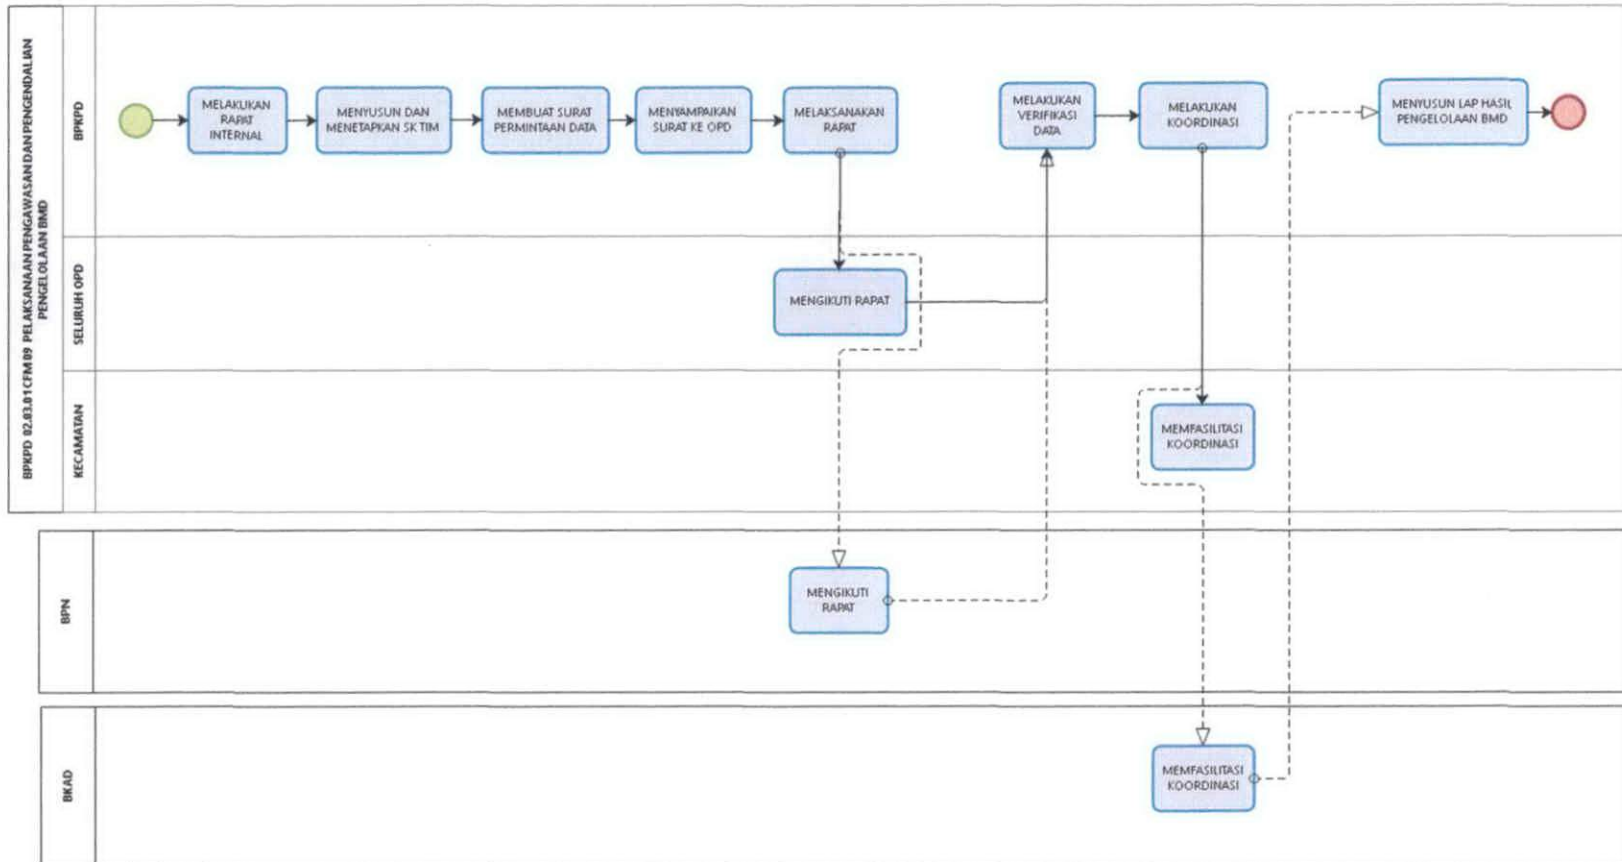 BPKPD 02.03.01 CFM 09 PELAKSANAAN PENGAWASAN DAN PENGENDALIAN
PENGELOLAAN BMD
BPKPD
MELAKUKAN
RAPAT
INTERNAL
MENYUSUN DAN
MENETAPKAN SK TIM
MEMBUAT SURAT
PERMINTAAN DATA
MENYAMPAIKAN
SURAT KE OPD
MELAKSANAKAN
RAPAT
MELAKUKAN
VERIFIKASI
DATA
MELAKUKAN
KOORDINASI
MENYUSUN LAP HASIL
PENGELOLAAN BMD
SELURUH OPD
MENGIKUTI RAPAT
KECAMATAN
MEMFASILITASI
KOORDINASI
BPN
MENGIKUTI
RAPAT
BKAD
MEMFASILITASI
KOORDINASI